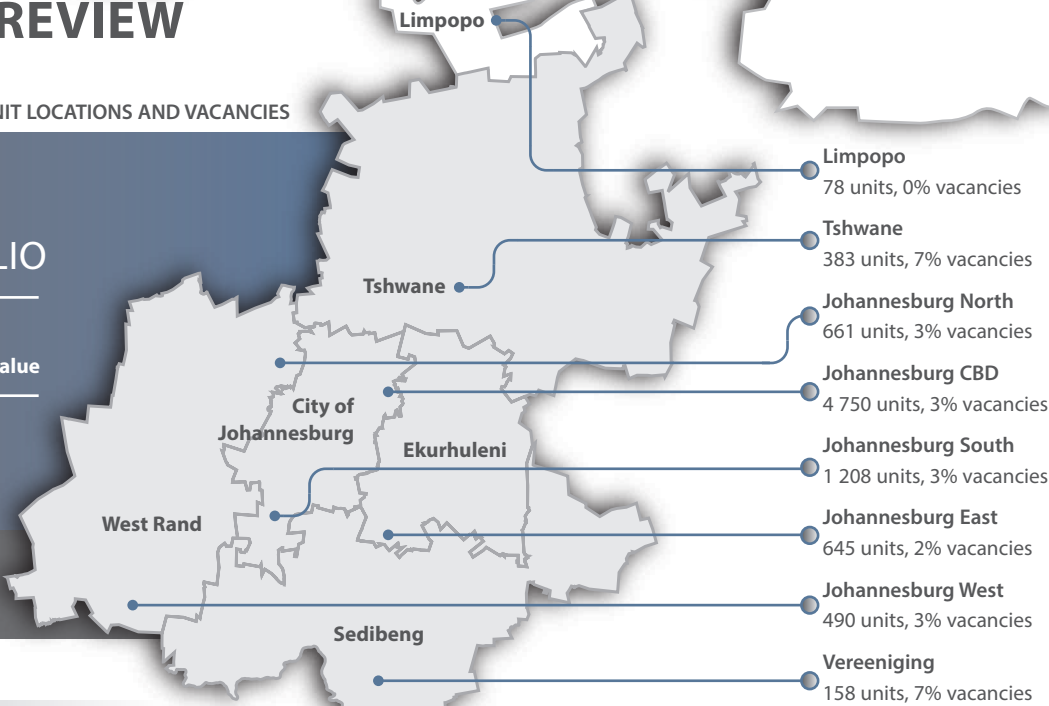 REVIEW
LOCATIONS AND VACANCIES
Limpopo
Tshwane
City of
Johannesburg
Ekurhuleni
West Rand
Sedibeng
Limpopo
78 units, 0% vacancies
Tshwane
383 units, 7% vacancies
Johannesburg North
661 units, 3% vacancies
Johannesburg CBD
4 750 units, 3% vacancies
Johannesburg South
1 208 units, 3% vacancies
Johannesburg East
645 units, 2% vacancies
Johannesburg West
490 units, 3% vacancies
Vereeniging
158 units, 7% vacancies